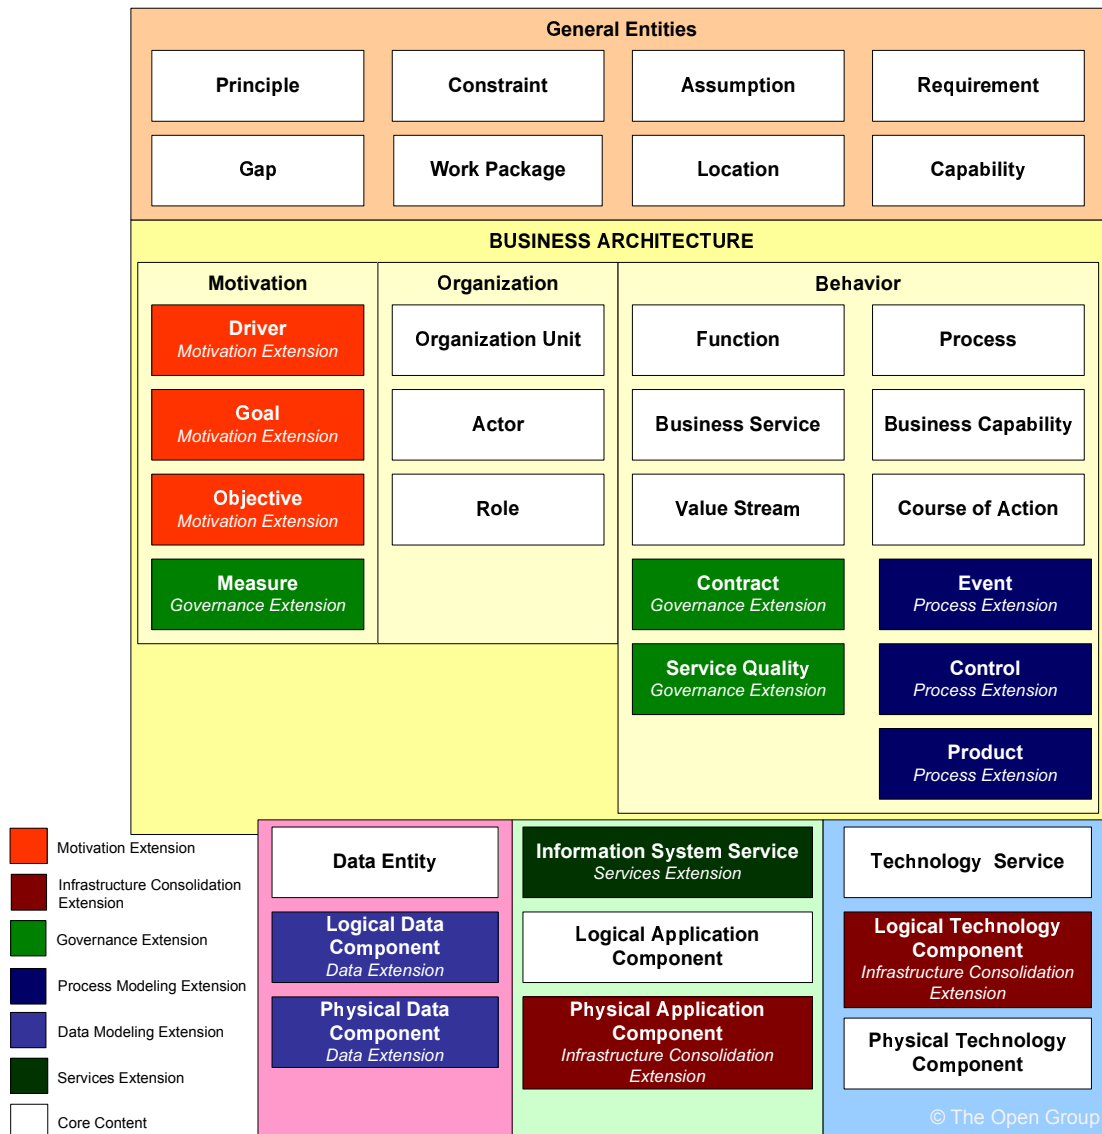 General Entities
Principle
Constraint
Assumption
Requirement
Gap
Work Package
Location
Capability
BUSINESS ARCHITECTURE
Motivation
Organization
Behavior
Driver
Motivation Extension
Organization Unit
Function
Process
Goal
Motivation Extension
Actor
Business Service
Business Capability
Objective
Motivation Extension
Role
Value Stream
Course of Action
Measure
Governance Extension
Contract
Governance Extension
Event
Process Extension
Service Quality
Governance Extension
Control
Process Extension
Product
Process Extension
Motivation Extension
Infrastructure Consolidation
Extension
Governance Extension
Process Modeling Extension
Data Modeling Extension
Services Extension
Core Content
Data Entity
Logical Data
Component
Data Extension
Physical Data
Component
Data Extension
Information System Service
Services Extension
Logical Application
Component
Physical Application
Component
Infrastructure Consolidation
Extension
Technology Service
Logical Technology
Component
Infrastructure Consolidation
Extension
Physical Technology
Component
© The Open Group